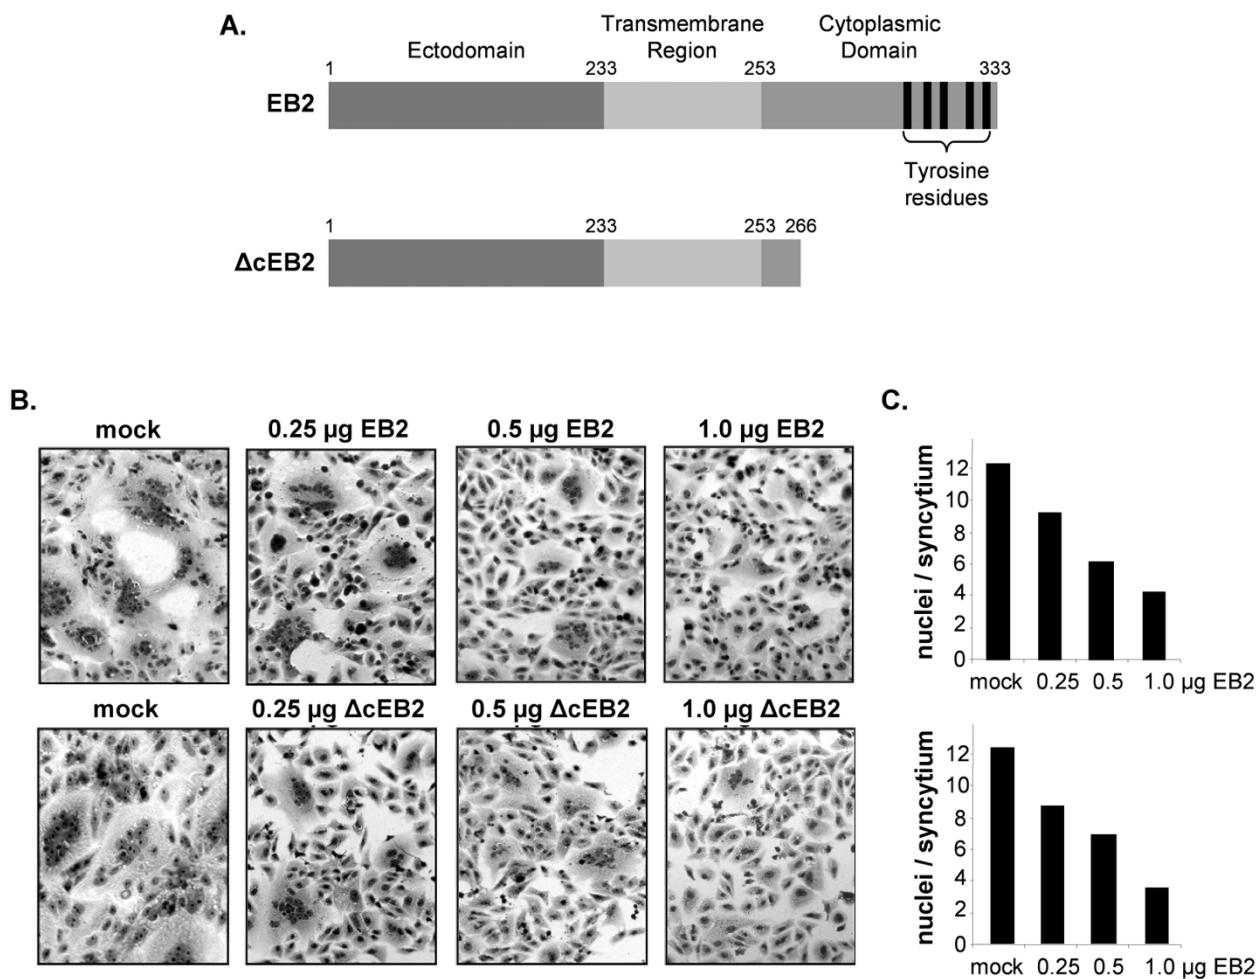 A.
Ectodomain
Transmembrane
Region
Cytoplasmic
Domain
1 233 253 333
EB2
Tyrosine
residues
1 233 253 266
ΔcEB2
B.
mock 0.25 µg EB2 0.5 µg EB2 1.0 µg EB2
mock 0.25 µg ΔcEB2 0.5 µg ΔcEB2 1.0 µg ΔcEB2
C.
nuclei / syncytium
12
10
8
6
4
2
0
mock 0.25 0.5 1.0 µg EB2
nuclei / syncytium
12
10
8
6
4
2
0
mock 0.25 0.5 1.0 µg EB2